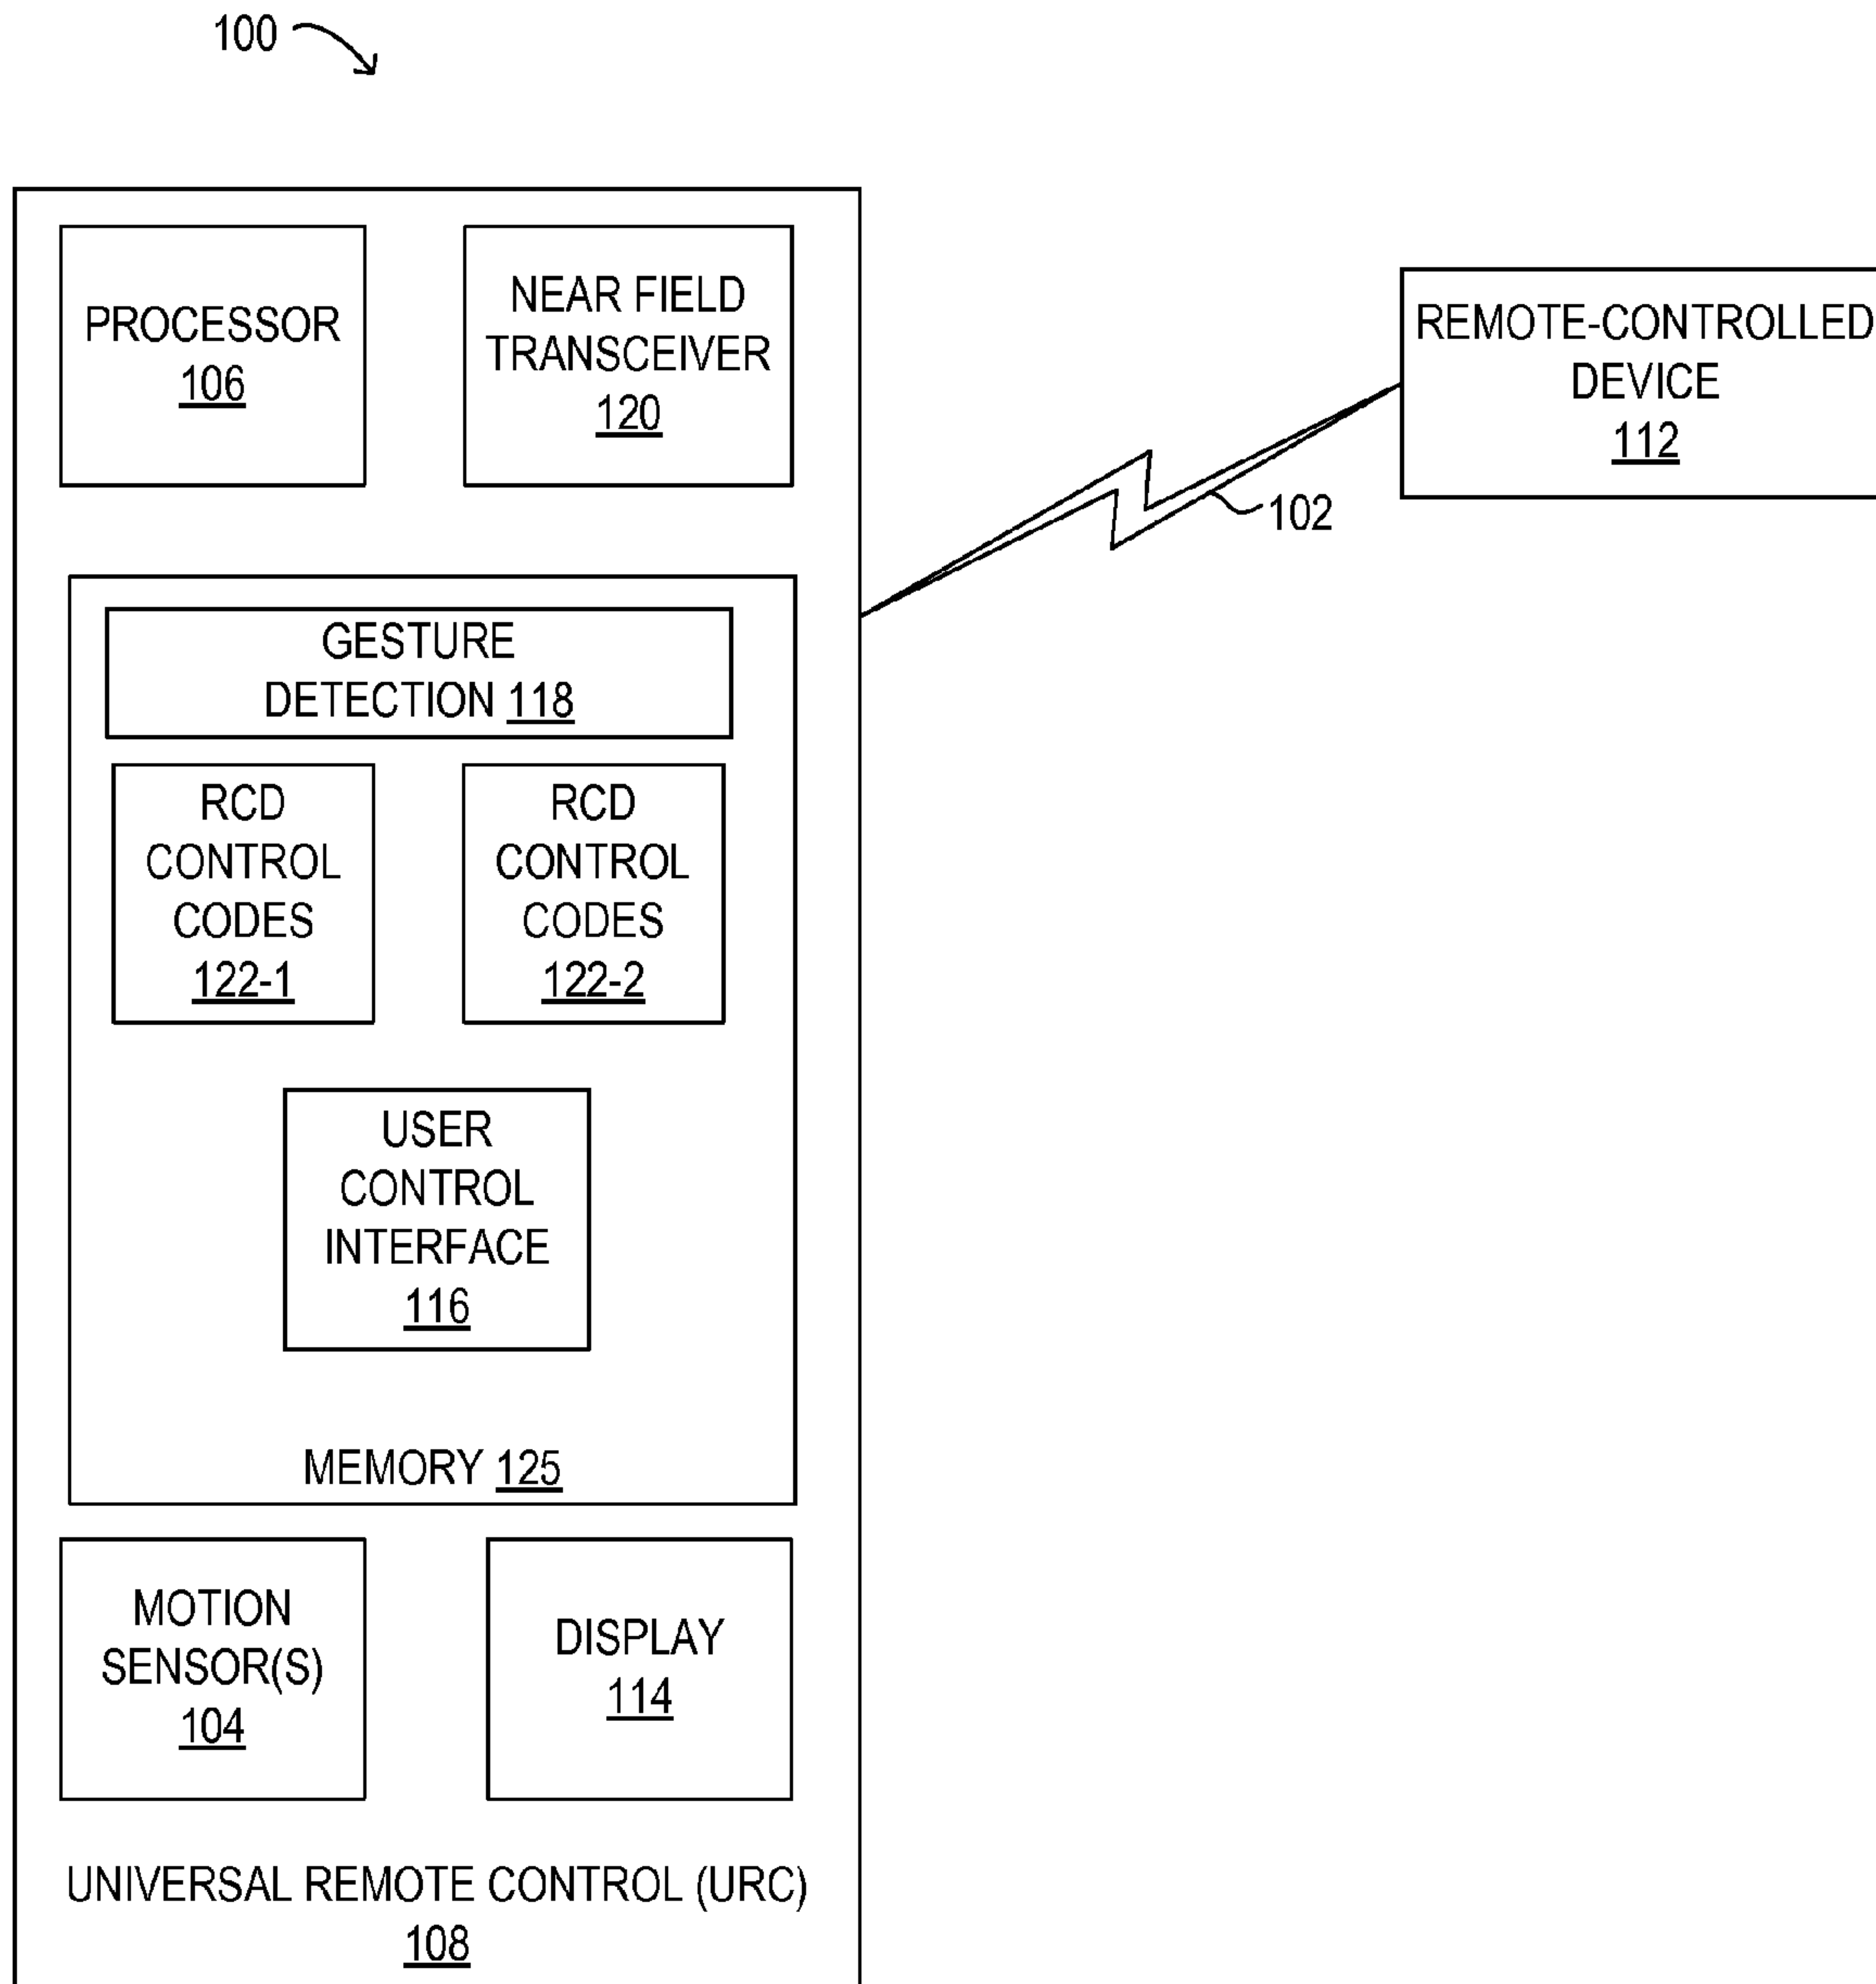 100
PROCESSOR
106
NEAR FIELD
TRANSCEIVER
120
REMOTE-CONTROLLED
DEVICE
112
102
GESTURE
DETECTION 118
RCD
CONTROL
CODES
122-1
RCD
CONTROL
CODES
122-2
USER
CONTROL
INTERFACE
116
MEMORY 125
MOTION
SENSOR(S)
104
DISPLAY
114
UNIVERSAL REMOTE CONTROL (URC)
108